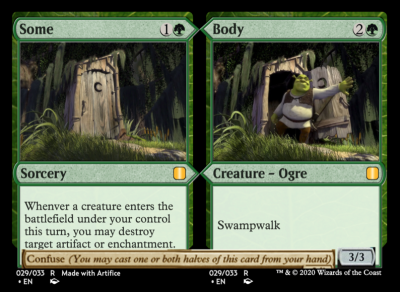 Some 1
Body 2
Sorcery
Whenver a creature enters the
battlefield under your control
this turn, you may destroy
target artifact or enchantment.
Creature – Ogre
Swampwalk
Confuse (You may cast one or both halves of this card from your hand)
3/3
029/033 R Made with Artifice
• EN
029/033 R ™ & © 2020 Wizards of the Coast
• EN